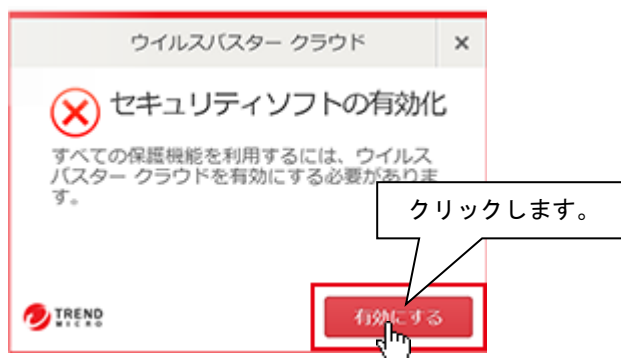 ウイルスバスター クラウド ×
セキュリティソフトの有効化
すべての保護機能を利用するには、ウイルス
バスター クラウドを有効にする必要がありま
す。
クリックします。
TREND
MICRO
有効にする